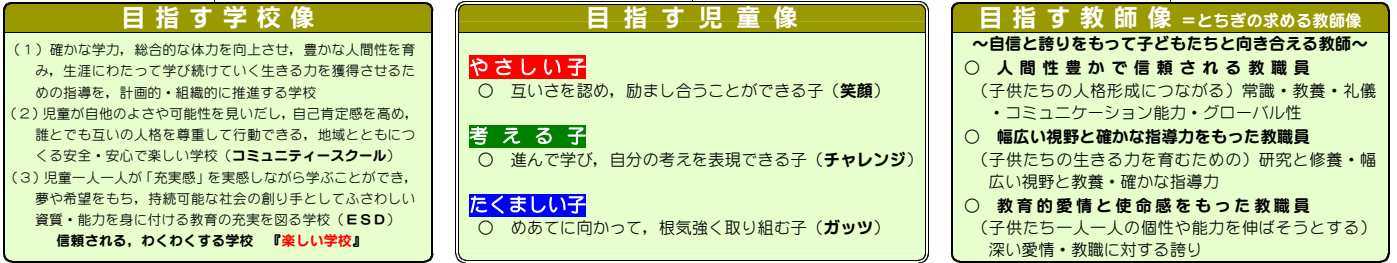 目指す学校像
（１）確かな学力，総合的な体力を向上させ，豊かな人間性を育
み，生涯にわたって学び続けていく生きる力を獲得させるた
めの指導を，計画的・組織的に推進する学校
（２）児童が自他のよさや可能性を見いだし，自己肯定感を高め，
誰とでも互いの人格を尊重して行動できる，地域とともにつ
くる安全・安心で楽しい学校（コミュニティースクール）
（３）児童一人一人が「充実感」を実感しながら学ぶことができ，
夢や希望をもち，持続可能な社会の創り手としてふさわしい
資質・能力を身に付ける教育の充実を図る学校（ＥＳＤ）
信頼される，わくわくする学校　『楽しい学校』
目指す児童像
やさしい子
○　互いさを認め，励まし合うことができる子（笑顔）
考える子
○　進んで学び，自分の考えを表現できる子（チャレンジ）
たくましい子
○　めあてに向かって，根気強く取り組む子（ガッツ）
目指す教師像 ＝とちぎの求める教師像
～自信と誇りをもって子どもたちと向き合える教師～
○　人間性豊かで信頼される教職員
（子供たちの人格形成につながる）常識・教養・礼儀
・コミュニケーション能力・グローバル性
○　幅広い視野と確かな指導力をもった教職員
（子供たちの生きる力を育むための）研究と修養・幅
広い視野と教養・確かな指導力
○　教育的愛情と使命感をもった教職員
（子供たち一人一人の個性や能力を伸ばそうとする）
深い愛情・教職に対する誇り